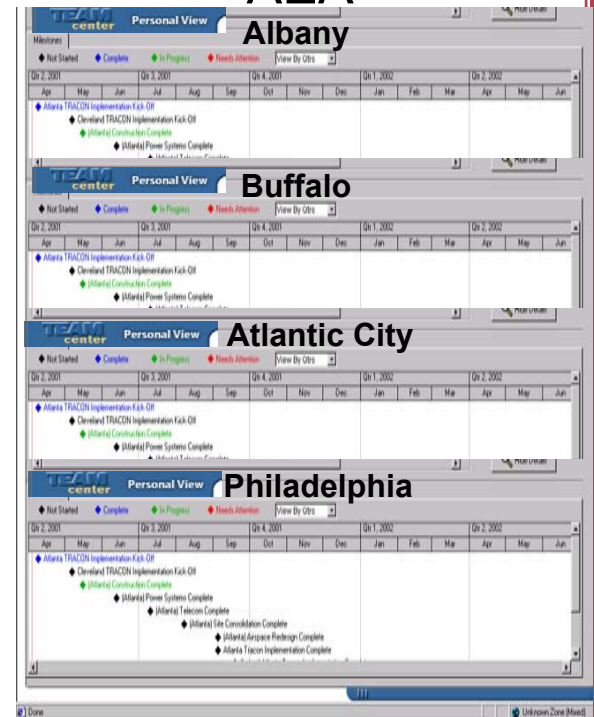 TEAM center Personal View Albany
Milestones
Not Started Complete In Progress Needs Attention View By Qtrs
Qtr 2, 2001 Qtr 3, 2001 Qtr 4, 2001 Qtr 1, 2002 Qtr 2, 2002
Apr May Jun Jul Aug Sep Oct Nov Dec Jan Feb Mar Apr May Jun
Atlanta TRACON Implementation Kick-Off
Cleveland TRACON Implementation Kick-Off
(Atlanta) Construction Complete
(Atlanta) Power Systems Complete
(Atlanta) Telecom Complete
Hide Detail
TEAM center Personal View Buffalo
Not Started Complete In Progress Needs Attention View By Qtrs
Qtr 2, 2001 Qtr 3, 2001 Qtr 4, 2001 Qtr 1, 2002 Qtr 2, 2002
Apr May Jun Jul Aug Sep Oct Nov Dec Jan Feb Mar Apr May Jun
Atlanta TRACON Implementation Kick-Off
Cleveland TRACON Implementation Kick-Off
(Atlanta) Construction Complete
(Atlanta) Power Systems Complete
Hide Detail
TEAM center Personal View Atlantic City
Not Started Complete In Progress Needs Attention View By Qtrs
Qtr 2, 2001 Qtr 3, 2001 Qtr 4, 2001 Qtr 1, 2002 Qtr 2, 2002
Apr May Jun Jul Aug Sep Oct Nov Dec Jan Feb Mar Apr May Jun
Atlanta TRACON Implementation Kick-Off
Cleveland TRACON Implementation Kick-Off
(Atlanta) Construction Complete
(Atlanta) Power Systems Complete
Hide Detail
TEAM center Personal View Philadelphia
Not Started Complete In Progress Needs Attention View By Qtrs
Qtr 2, 2001 Qtr 3, 2001 Qtr 4, 2001 Qtr 1, 2002 Qtr 2, 2002
Apr May Jun Jul Aug Sep Oct Nov Dec Jan Feb Mar Apr May Jun
Atlanta TRACON Implementation Kick-Off
Cleveland TRACON Implementation Kick-Off
(Atlanta) Construction Complete
(Atlanta) Power Systems Complete
(Atlanta) Telecom Complete
(Atlanta) Site Consolidation Complete
(Atlanta) Airspace Redesign Complete
Atlanta Tracon Implementation Complete
Done Unknown Zone (Mixed)